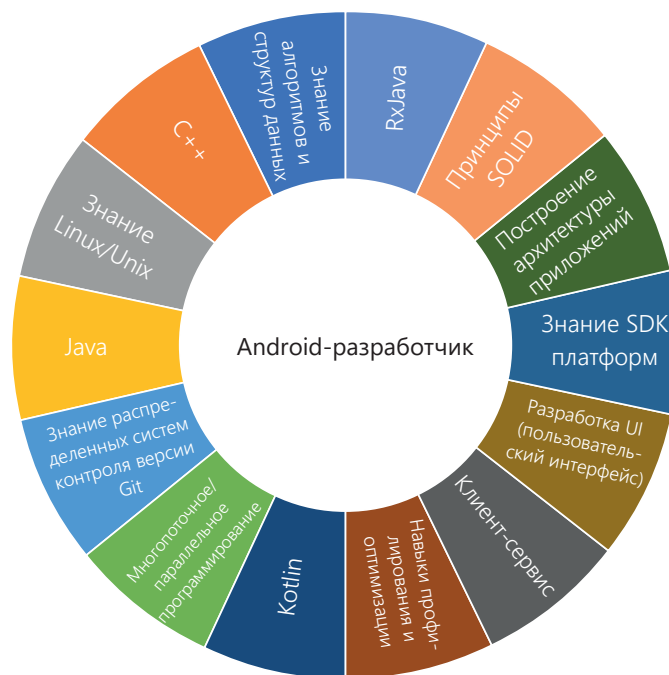 Android-разработчик
RxJava
Принципы
SOLID
Построение
архитектуры
приложений
Знание SDK
платформ
Разработка UI
(пользователь-
ский интерфейс)
Клиент-сервис
Навыки профи-
лирования и
оптимизации
Kotlin
Многопоточное/
параллельное
программирование
Знание распре-
деленных систем
контроля версии
Git
Java
Знание
Linux/Unix
C++
Знание
алгоритмов и
структур данных